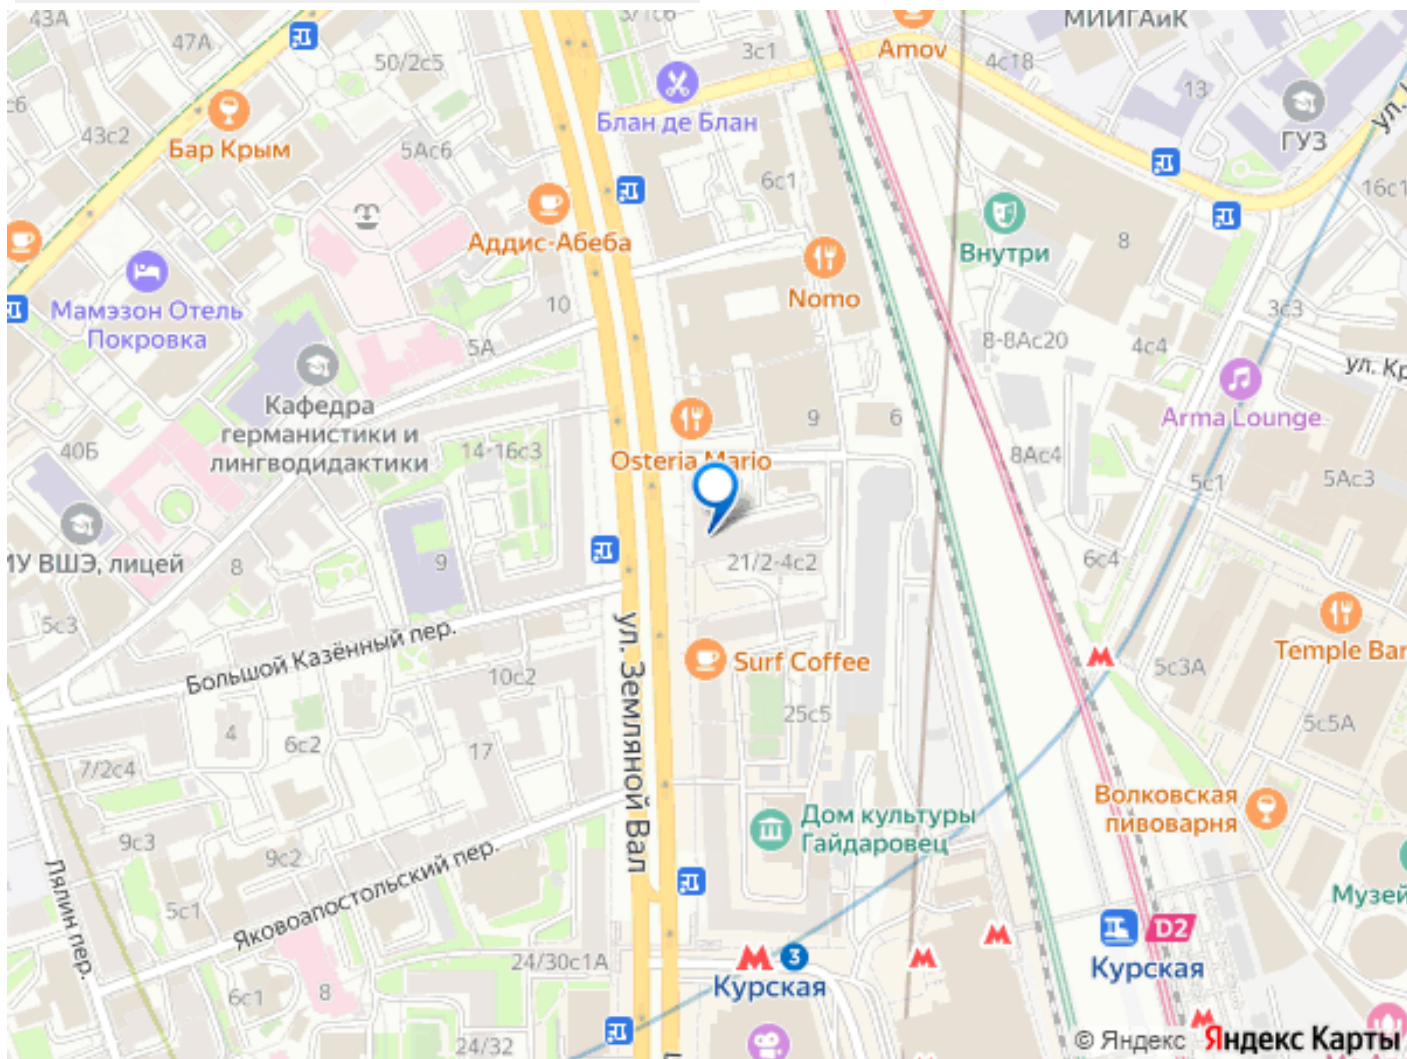 43А
47А
50/2с5
3/1с6
3с1
Amov
МИИГАиК
4с18
13
ГУЗ
с6
43с2
Бар Крым
5Ас6
Блан де Блан
6с1
16с1
Аддис-Абеба
Внутри
8
Мамэзон Отель
Покровка
10
Nomo
3с3
5А
8-8Ас20
4с4
ул. Кр
Кафедра
германистики и
лингводидактики
14-16с3
9
6
Arma Lounge
40Б
Osteria Mario
8Ас4
5с1
5Ас3
ИУ ВШЭ, лицей
8
9
21/2-4с2
6с4
5с3
Большой Казённый пер.
ул. Земляной Вал
Surf Coffee
Temple Bar
10с2
5с3А
4
6с2
17
25с5
5с5А
7/2с4
Волковская
пивоварня
9с3
9с2
Дом культуры
Гайдаровец
Лялин пер.
5с1
Яковоапостольский пер.
Музей
24/30с1А
3
Курская
D2
Курская
6с1
8
24/32
© Яндекс Яндекс Карты